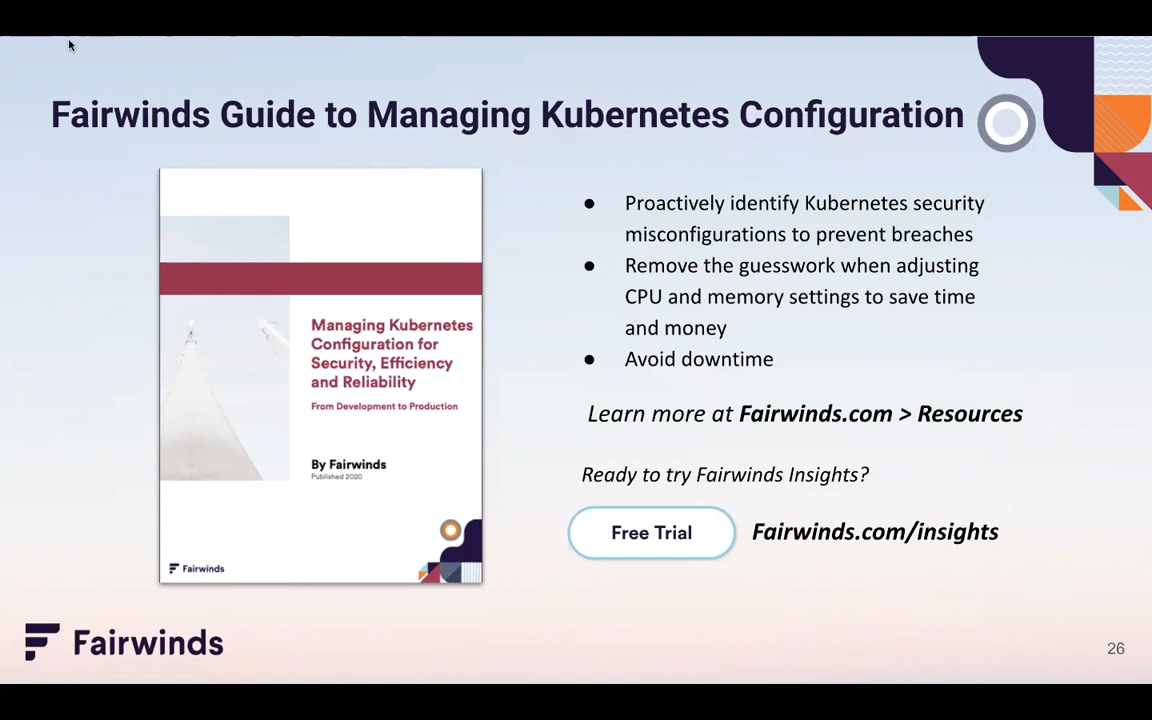 Fairwinds Guide to Managing Kubernetes Configuration
Managing Kubernetes
Configuration for
Security, Efficiency
and Reliability
From Development to Production
By Fairwinds
Published 2020
Fairwinds
● Proactively identify Kubernetes security
misconfigurations to prevent breaches
● Remove the guesswork when adjusting
CPU and memory settings to save time
and money
● Avoid downtime
Learn more at Fairwinds.com > Resources
Ready to try Fairwinds Insights?
Free Trial
Fairwinds.com/insights
Fairwinds
26